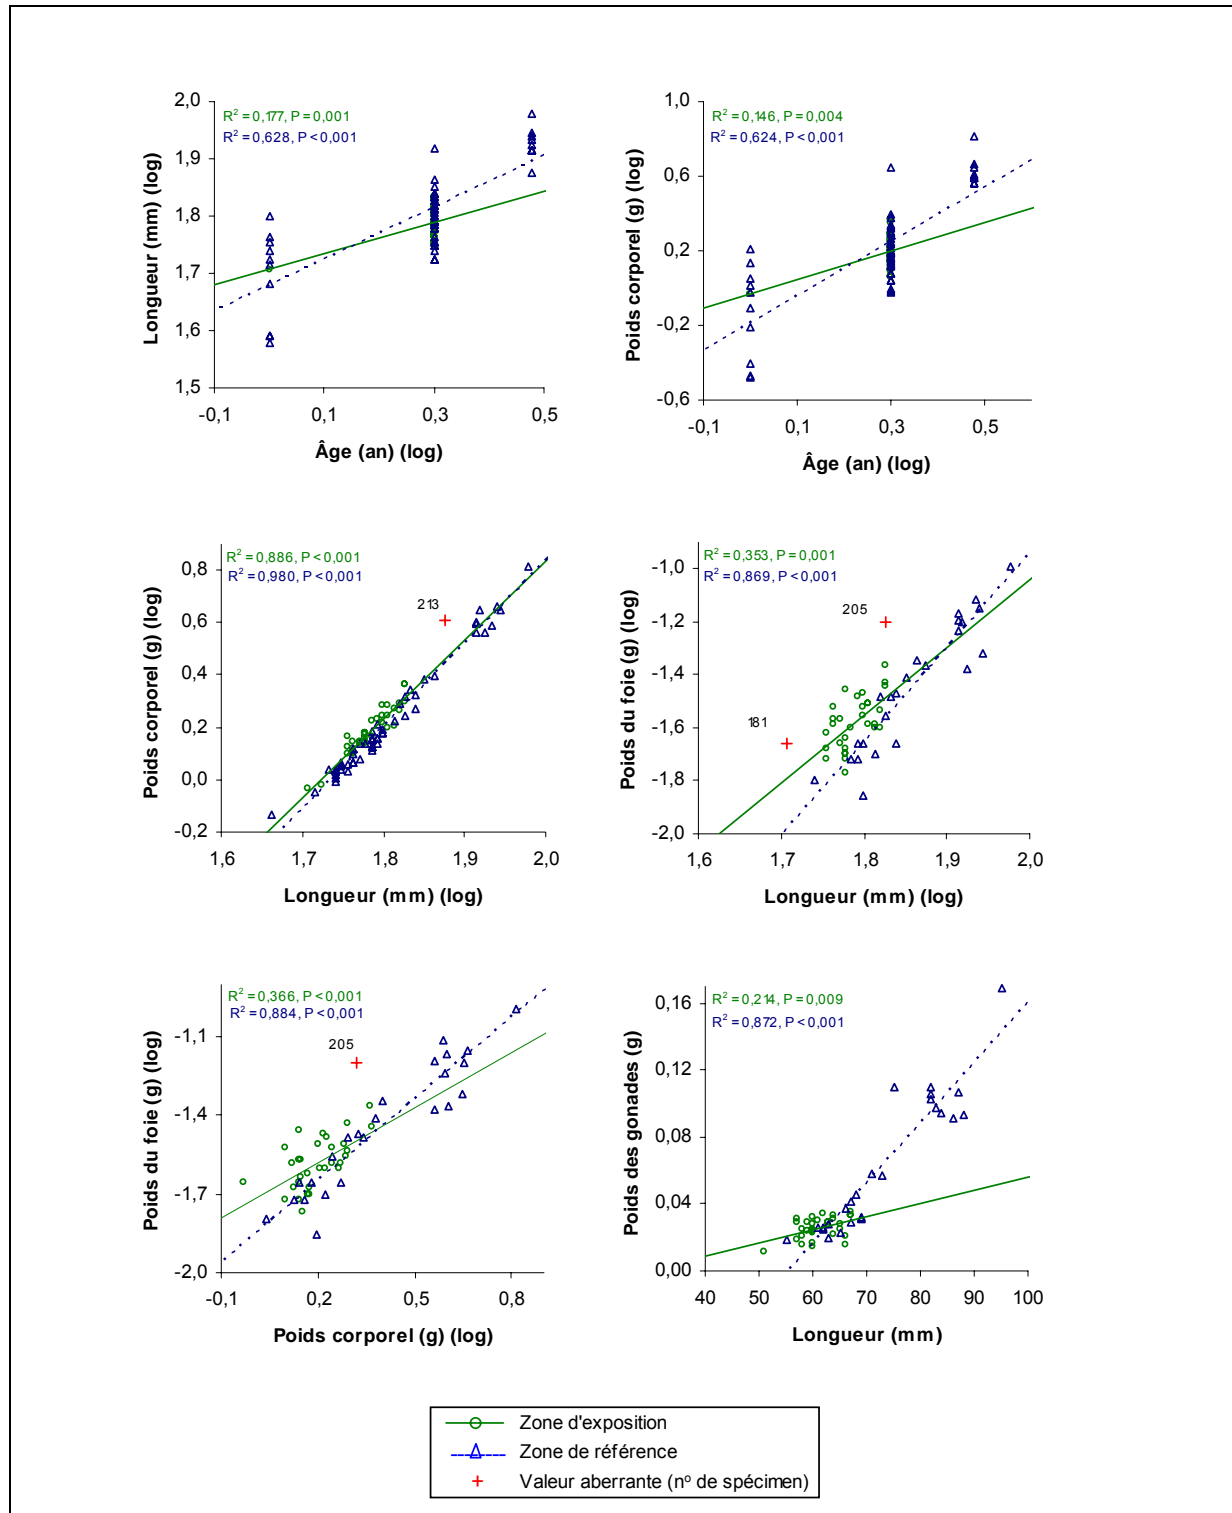 R² = 0,177, P = 0,001
R² = 0,628, P < 0,001
2,0
1,9
1,8
1,7
1,6
1,5
Longueur (mm) (log)
-0,1
0,1
0,3
0,5
Âge (an) (log)
R² = 0,146, P = 0,004
R² = 0,624, P < 0,001
1,0
0,6
0,2
-0,2
-0,6
Poids corporel (g) (log)
-0,1
0,1
0,3
0,5
Âge (an) (log)
R² = 0,886, P < 0,001
R² = 0,980, P < 0,001
213
0,8
0,6
0,4
0,2
0,0
-0,2
Poids corporel (g) (log)
1,6
1,7
1,8
1,9
2,0
Longueur (mm) (log)
R² = 0,353, P = 0,001
R² = 0,869, P < 0,001
205
181
-1,0
-1,2
-1,4
-1,6
-1,8
-2,0
Poids du foie (g) (log)
1,6
1,7
1,8
1,9
2,0
Longueur (mm) (log)
R² = 0,366, P < 0,001
R² = 0,884, P < 0,001
205
-1,1
-1,4
-1,7
-2,0
Poids du foie (g) (log)
-0,1
0,2
0,5
0,8
Poids corporel (g) (log)
R² = 0,214, P = 0,009
R² = 0,872, P < 0,001
0,16
0,12
0,08
0,04
0,00
Poids des gonades (g)
40
50
60
70
80
90
100
Longueur (mm)
Zone d'exposition
Zone de référence
Valeur aberrante (nº de spécimen)